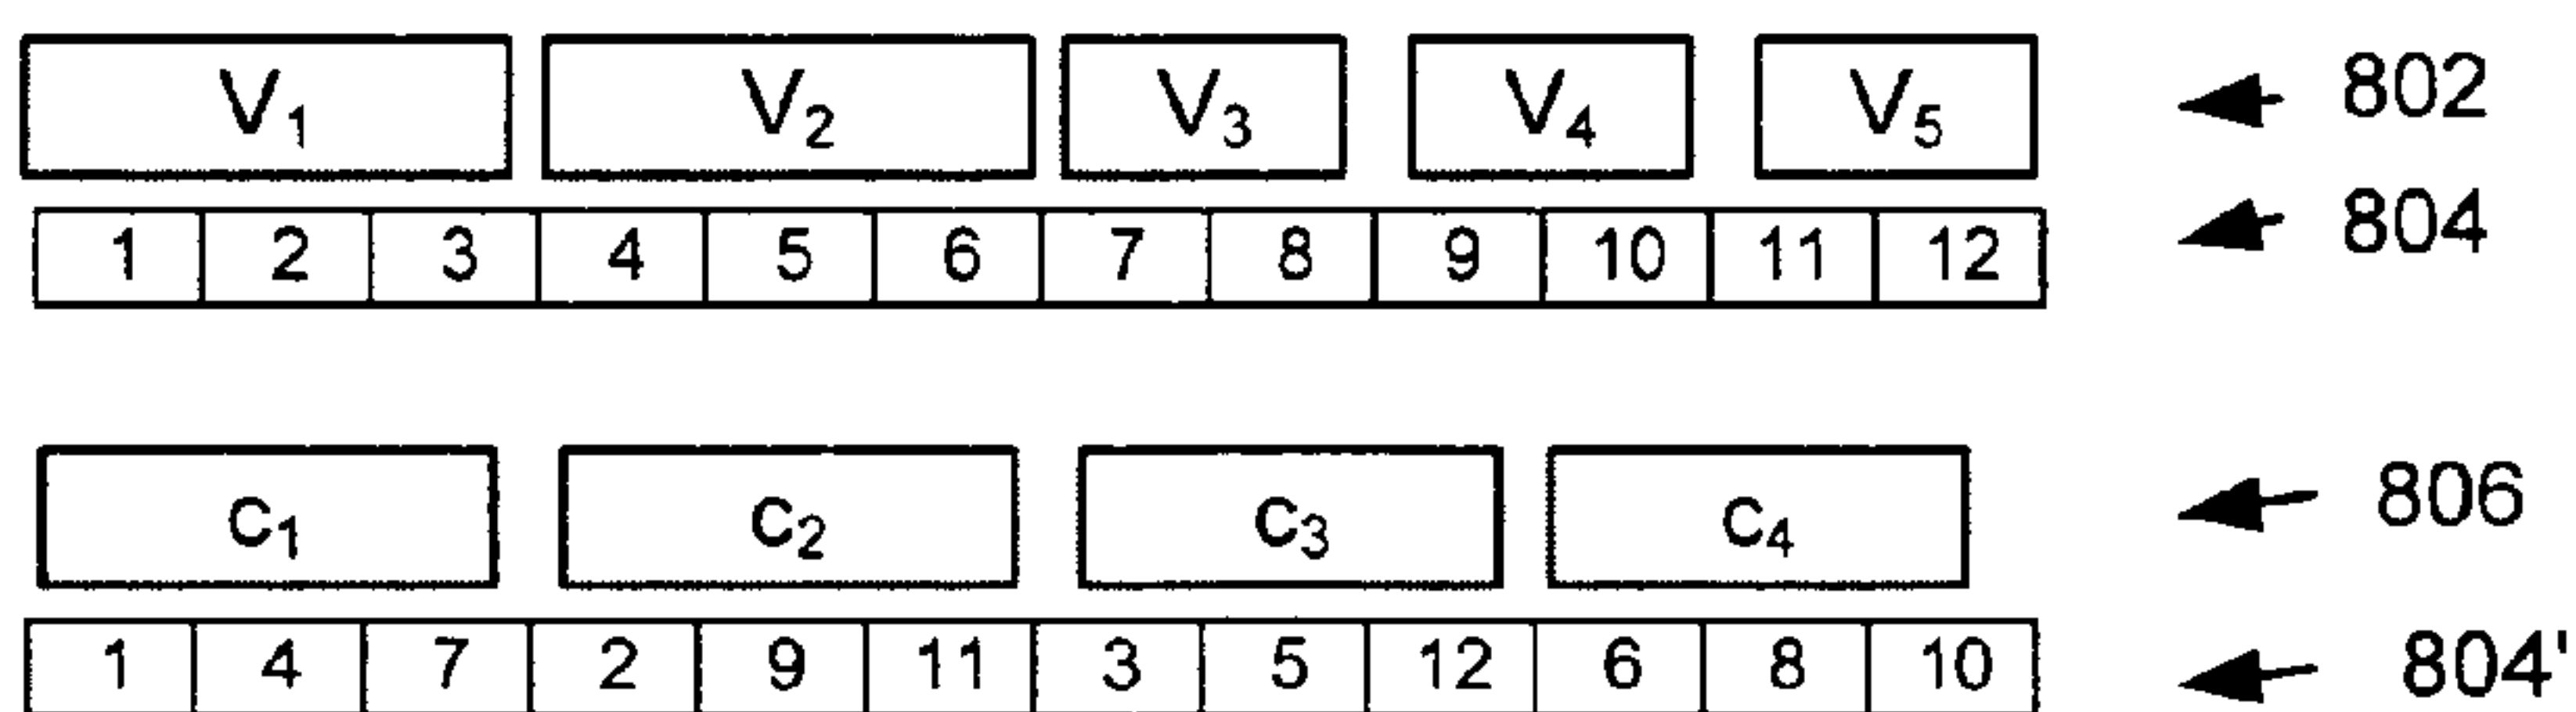 V₁ V₂ V₃ V₄ V₅ 802
1 2 3 4 5 6 7 8 9 10 11 12 804
c₁ c₂ c₃ c₄ 806
1 4 7 2 9 11 3 5 12 6 8 10 804'